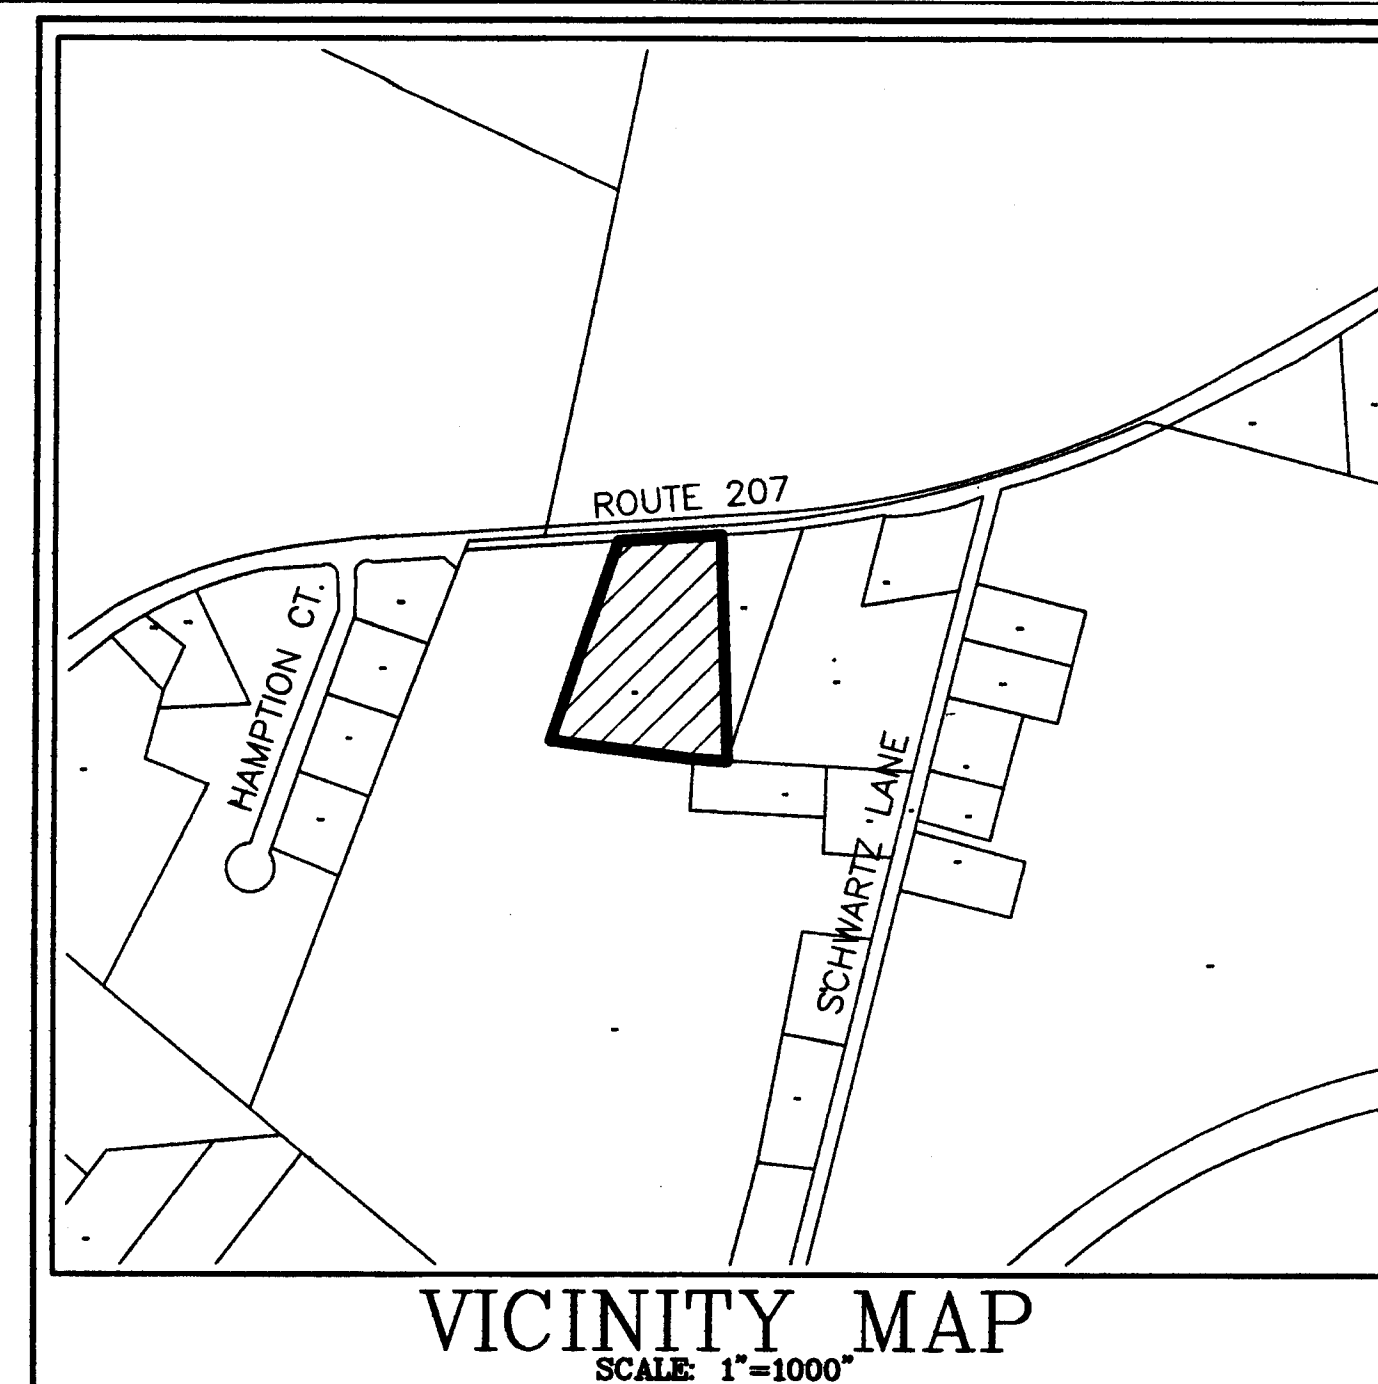 ROUTE 207
HAMPTION CT.
SCHWARTZ LANE
VICINITY MAP
SCALE: 1"=1000"